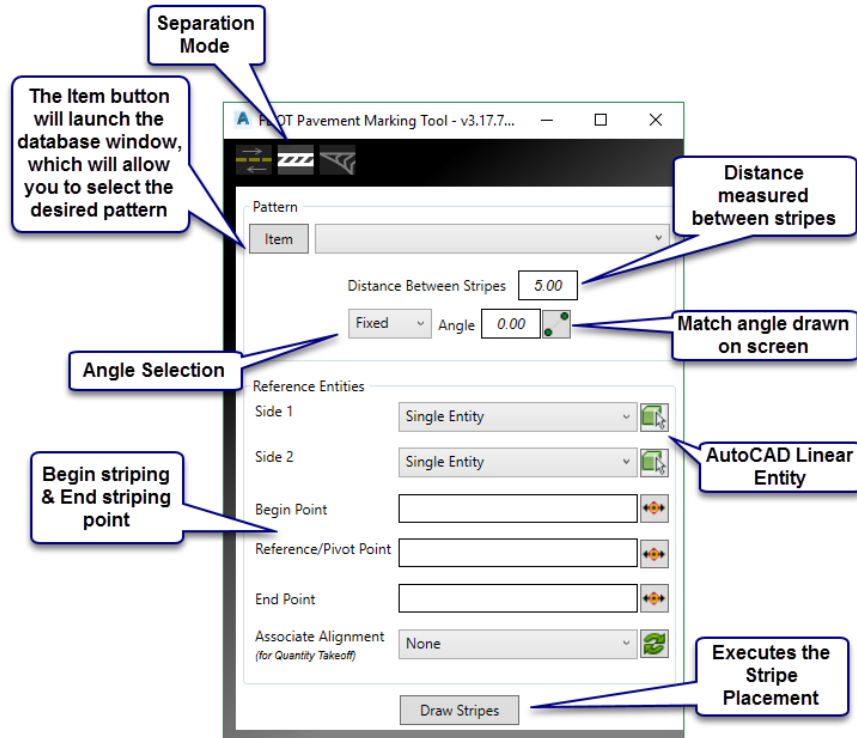 Separation
Mode
The Item button
will launch the
database window,
which will allow
you to select the
desired pattern
FDOT Pavement Marking Tool - v3.17.7...
Distance
measured
between stripes
Pattern
Item
Distance Between Stripes 5.00
Fixed Angle 0.00
Match angle drawn
on screen
Angle Selection
Reference Entities
Side 1 Single Entity
Side 2 Single Entity
AutoCAD Linear
Entity
Begin striping
& End striping
point
Begin Point
Reference/Pivot Point
End Point
Associate Alignment None
(for Quantity Takeoff)
Executes the
Stripe
Placement
Draw Stripes